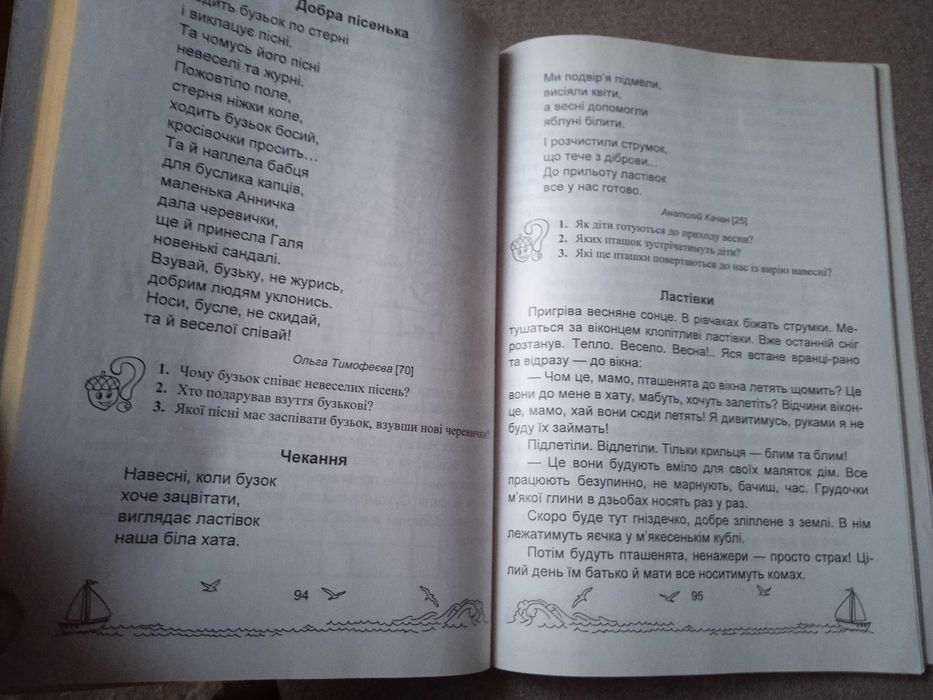 Добра пісенька
ходить бузьок по стерні
і виклацує пісні.
Та чомусь його пісні
невеселі та журні.
Пожовтіло поле,
стерня ніжки коле,
ходить бузьок босий,
кросівочки просить...
Та й наплела бабця
для буслика капців,
маленька Анничка
дала черевички,
ще й принесла Галя
новенькі сандалі.
Взувай, бузьку, не журись,
добрим людям уклонись.
Носи, бусле, не скидай,
та й веселої співай!
Ольга Тимофеєва [70]
1. Чому бузьок співає невеселих пісень?
2. Хто подарував взуття бузькові?
3. Якої пісні має заспівати бузьок, взувши нові черевички?
Чекання
Навесні, коли бузок
хоче зацвітати,
виглядає ластівок
наша біла хата.
94
Ми подвір’я підмели,
висіяли квіти,
а весні допомогли
яблуні білити.
І розчистили струмок,
що тече з діброви...
До прильоту ластівок
все у нас готово.
Анатолій Качан [25]
1. Як діти готуються до приходу весни?
2. Яких пташок зустрічатимуть діти?
3. Які ще пташки повертаються до нас із вирію навесні?
Ластівки
Пригріва весняне сонце. В рівчаках біжать струмки. Ме-
тушаться за віконцем клопітливі ластівки. Вже останній сніг
розтанув. Тепло. Весело. Весна!.. Яся встане вранці-рано
та відразу — до вікна:
— Чом це, мамо, пташенята до вікна летять щомить? Це
вони до мене в хату, мабуть, хочуть залетіть? Відчини вікон-
це, мамо, хай вони сюди летять! Я дивитимусь, руками я не
буду їх займать!
Підлетіли. Відлетіли. Тільки крильця — блим та блим!
— Це вони будують вміло для своїх маляток дім. Все
працюють безупинно, не марнують, бачиш, час. Грудочки
м’якої глини в дзьобах носять раз у раз.
Скоро буде тут гніздечко, добре зліплене з землі. В нім
лежатимуть яєчка у м’якесенькім кублі.
Потім будуть пташенята, ненажери — просто страх! Ці-
лий день їм батько й мати все носитимуть комах.
95